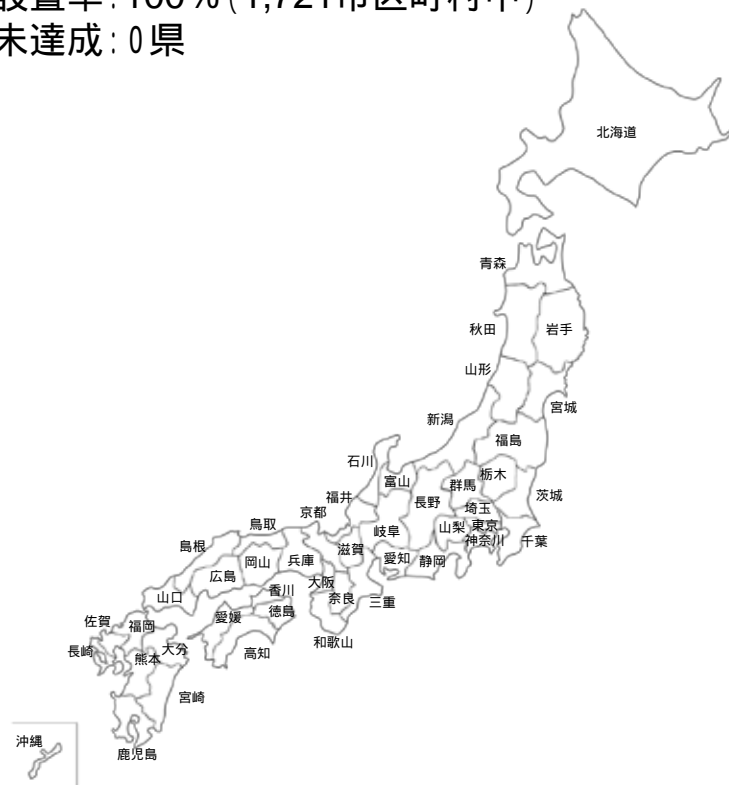 設置率：100％（1,721市区町村中）
未達成：0県
北海道
青森
秋田
岩手
山形
宮城
新潟
福島
石川
富山
群馬
栃木
長野
茨城
福井
埼玉
京都
岐阜
山梨
東京
鳥取
神奈川
千葉
島根
兵庫
滋賀
愛知
静岡
岡山
広島
大阪
香川
奈良
三重
山口
徳島
愛媛
佐賀
福岡
和歌山
長崎
大分
高知
熊本
宮崎
沖縄
鹿児島